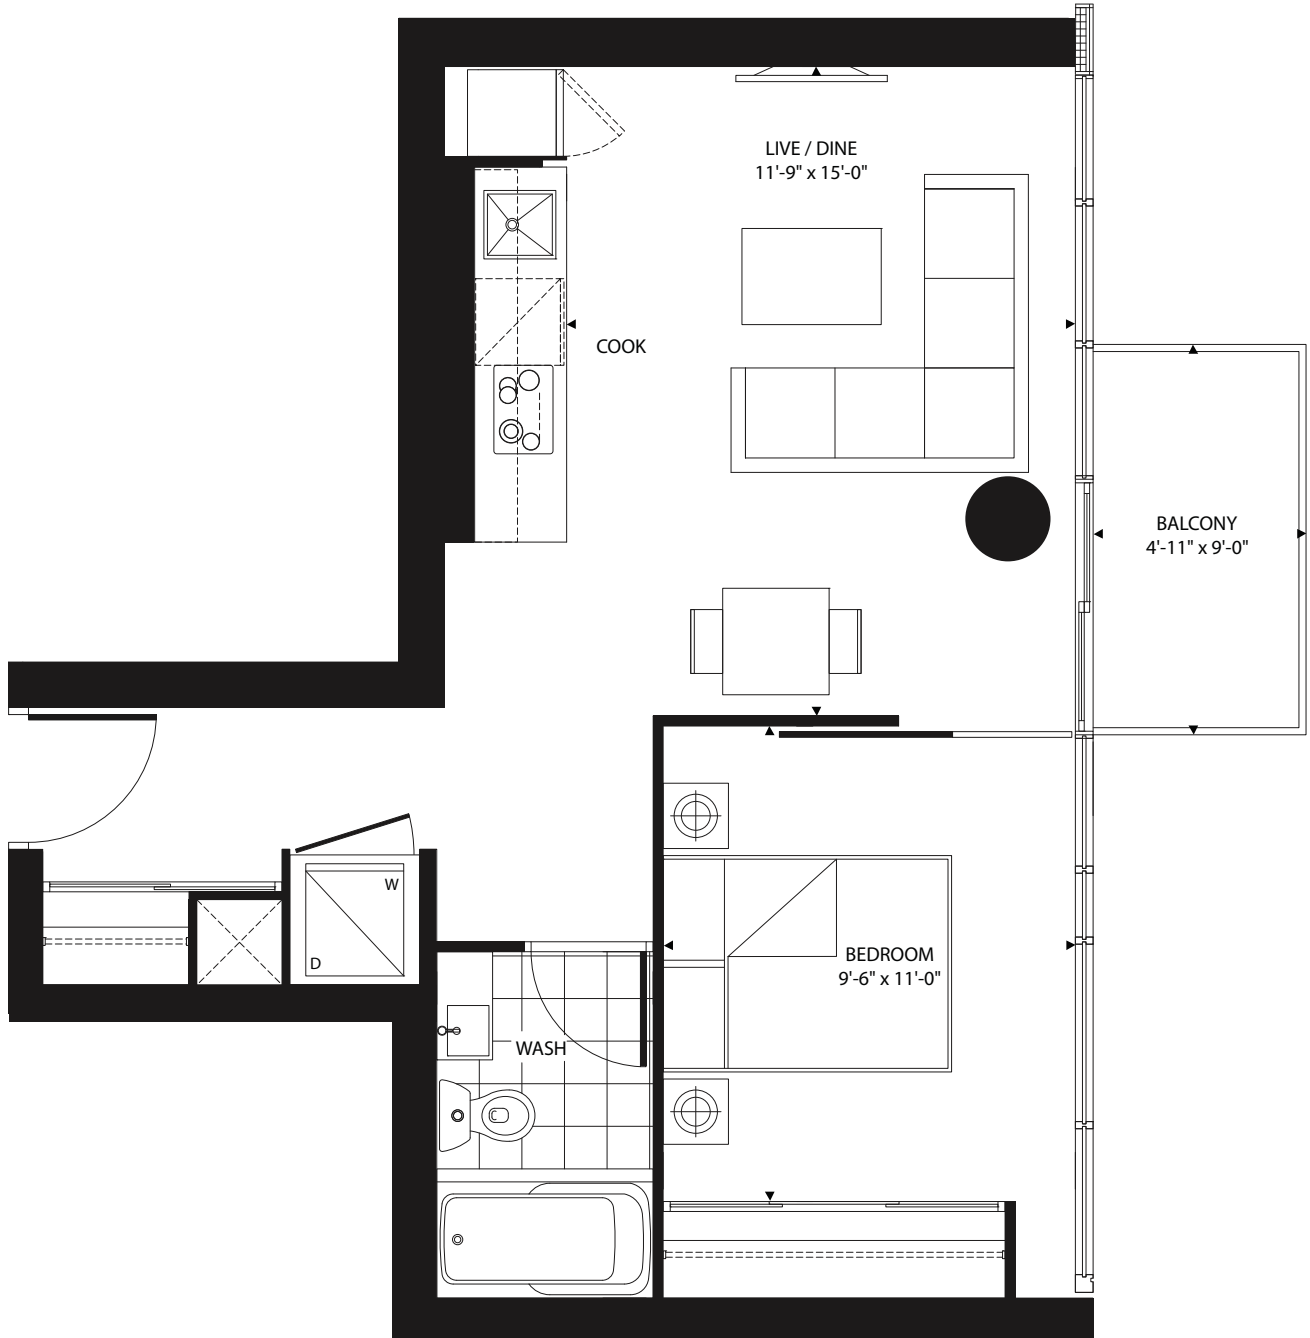 LIVE / DINE
11'-9" x 15'-0"
COOK
BALCONY
4'-11" x 9'-0"
W
D
BEDROOM
9'-6" x 11'-0"
WASH